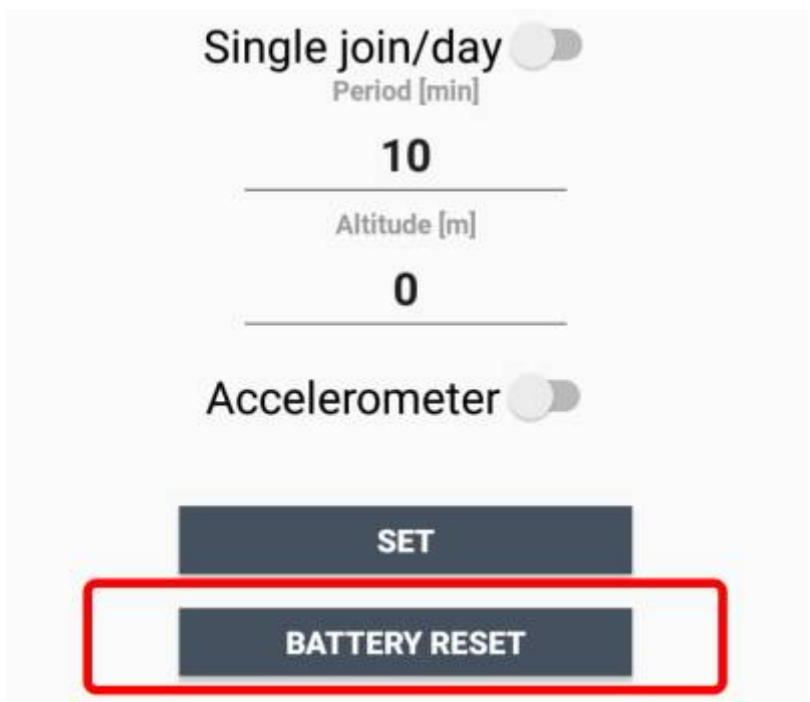 Single join/day
Period [min]
10
Altitude [m]
0
Accelerometer
SET
BATTERY RESET